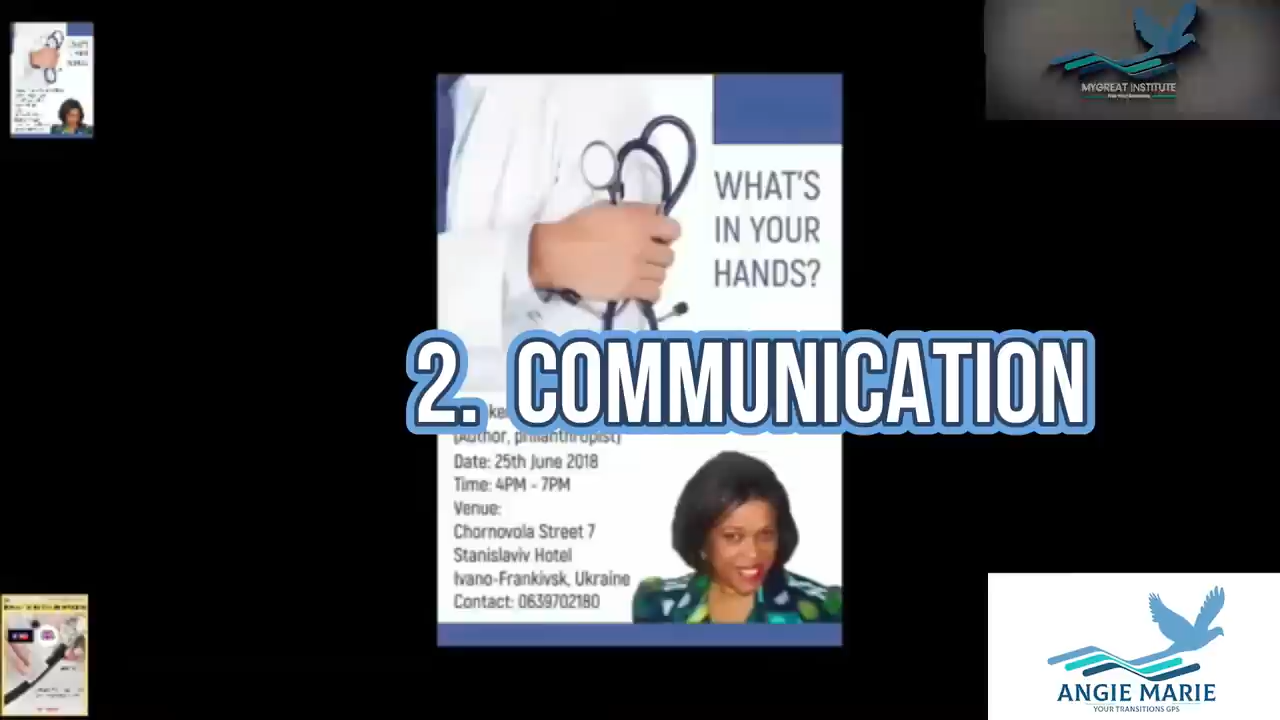 MYGREAT INSTITUTE
WHAT'S
IN YOUR
HANDS?
2. COMMUNICATION
(Author, philanthropist)
Date: 25th June 2018
Time: 4PM - 7PM
Venue:
Chornovola Street 7
Stanislaviv Hotel
Ivano-Frankivsk, Ukraine
Contact: 0639702180
ANGIE MARIE
YOUR TRANSITIONS GPS